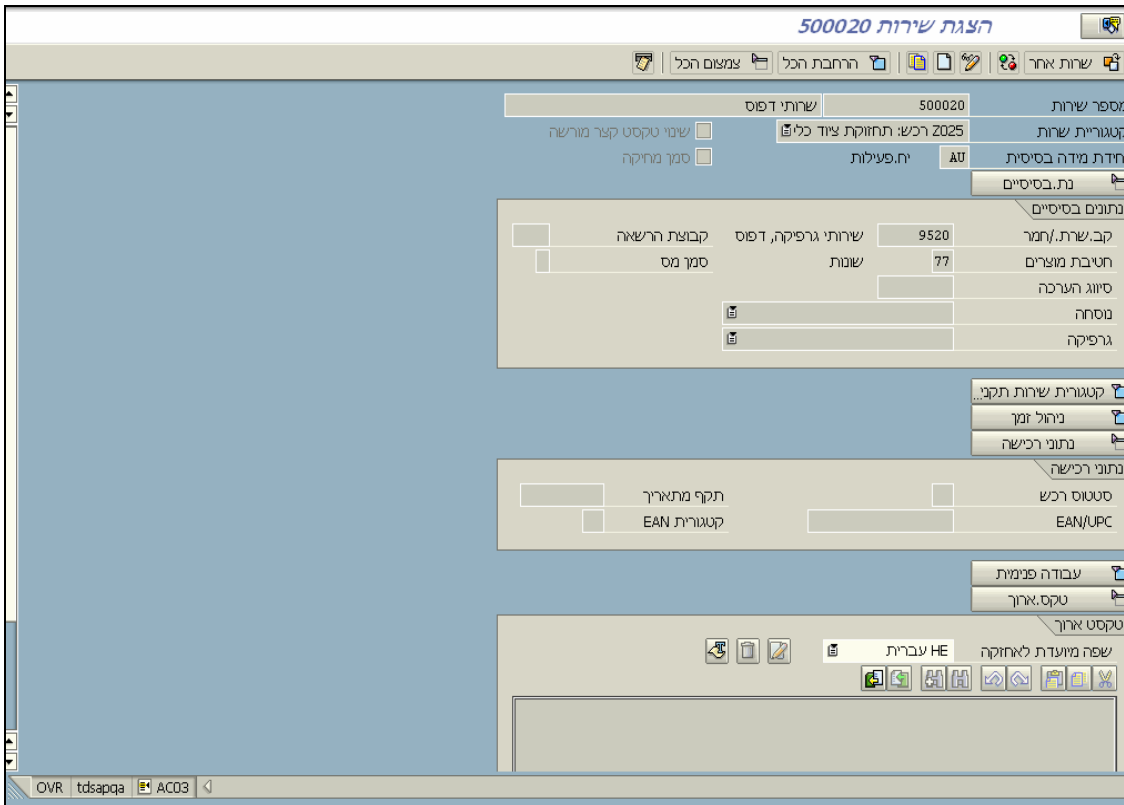 הצגת שירות 500020
שרות אחר הרחבת הכל צמצום הכל
מספר שירות 500020 שרותי דפוס
קטגוריית שרות Z025 רכש: תחזוקת ציוד כלי שינוי טקסט קצר מורשה
חידת מידה בסיסית AU יח.פעילות סמן מחיקה
נת.בסיסיים
נתונים בסיסיים
קב.שרת./חמר 9520 שירותי גרפיקה, דפוס קבוצת הרשאה
חטיבת מוצרים 77 שונות סמן מס
סיווג הערכה
נוסחה
גרפיקה
קטגורית שירות תקני...
ניהול זמן
נתוני רכישה
נתוני רכישה
סטטוס רכש תקף מתאריך
EAN/UPC קטגורית EAN
עבודה פנימית
טקס.ארוך
טקסט ארוך
שפה מיועדת לאחזקה HE עברית
OVR tdsapqa AC03